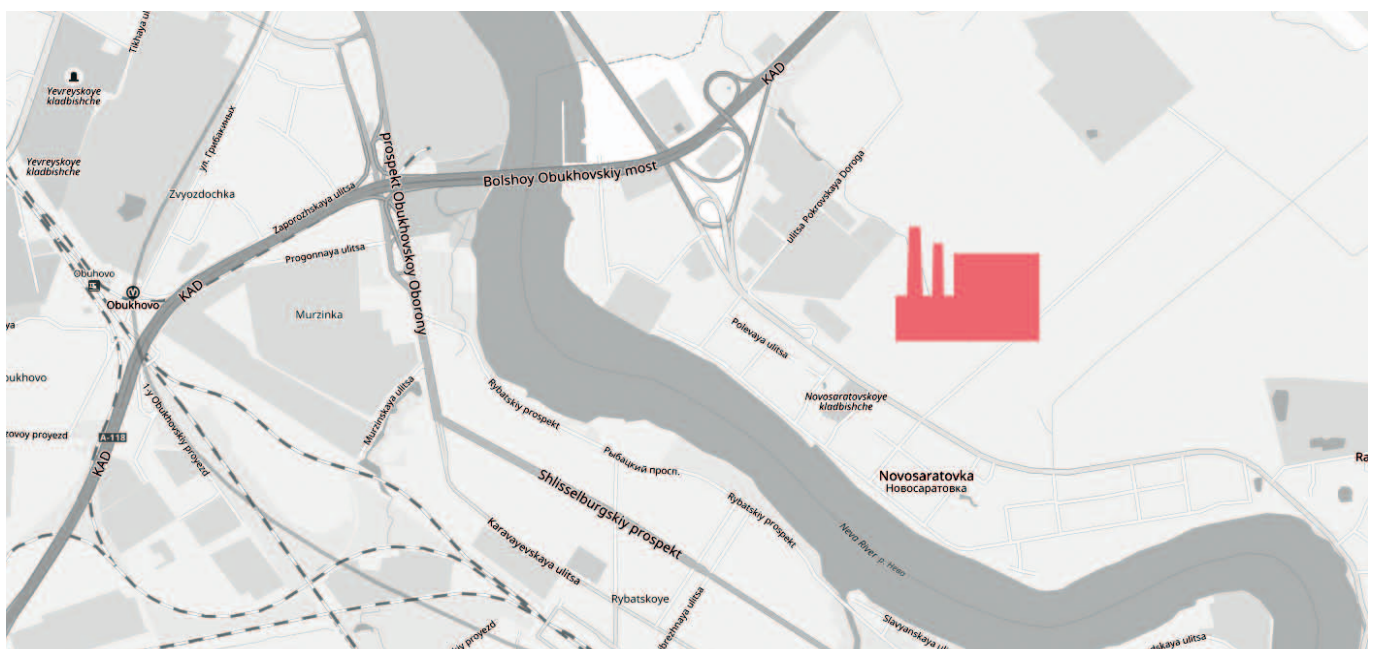 Tikhaya ul
KAD
Yevreyskoye
kladbishche
ул. Грибакиных
prospekt Obukhovskoy Oborony
Yevreyskoye
kladbishche
Bolshoy Obukhovskiy most
Zvyozdochka
Zaporozhskaya ulitsa
ulitsa Pokrovskaya Doroga
Progonnaya ulitsa
Obuhovo
KAD
Obukhovo
Murzinka
Polevaya ulitsa
Rybatskiy prospekt
Novosaratovskoye
kladbishche
1-y Obukhovskiy proyezd
Murzinskaya ulitsa
A-118
KAD
Рыбацкий просп.
Shlisselburgskiy prospekt
Novosaratovka
Новосаратовка
Rybatskiy prospekt
Karavayevskaya ulitsa
Neva River р. Нева
Rybatskoye
Slavyanskaya ulitsa